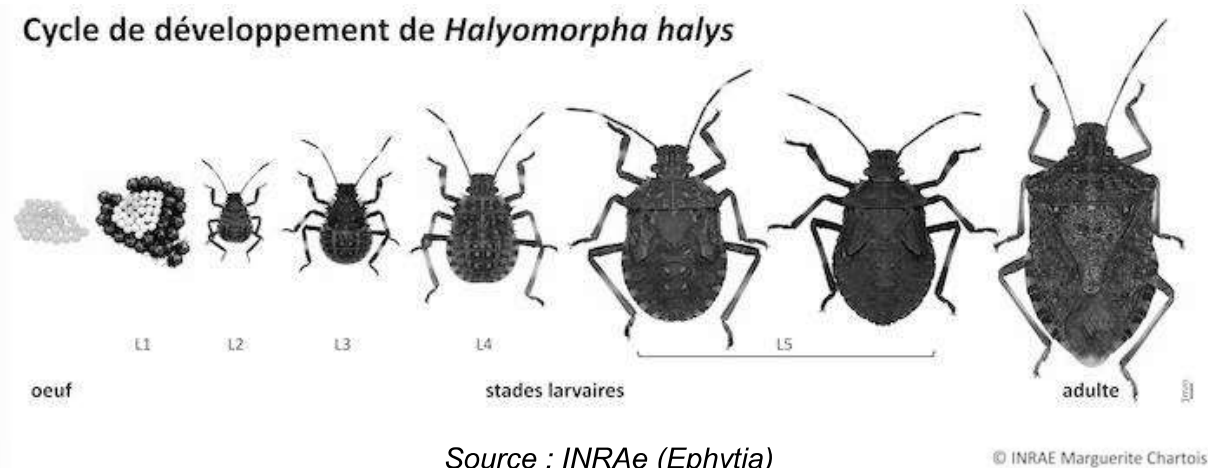 Cycle de développement de Halyomorpha halys
L1 L2 L3 L4 L5
oeuf stades larvaires adulte
1mm
Source : INRAe (Ephytia)
© INRAE Marguerite Chartois